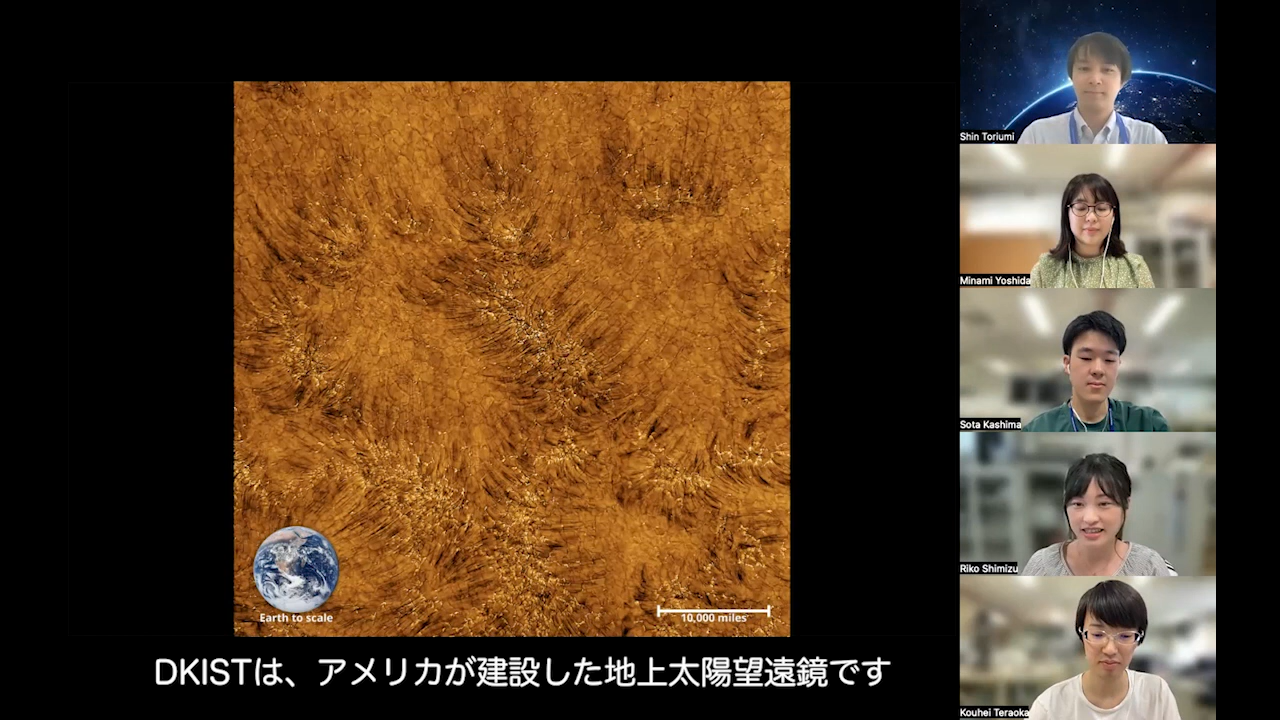 Shin Toriumi
Minami Yoshida
Sota Kashima
Riko Shimizu
Kouhei Teraoka
Earth to scale
10,000 miles
DKISTは、アメリカが建設した地上太陽望遠鏡です